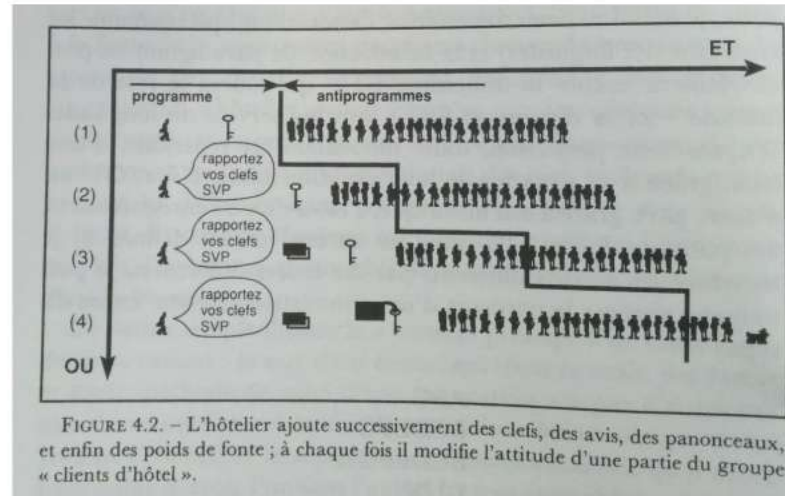 ET
programme
antiprogrammes
(1)
rapportez
vos clefs
SVP
(2)
rapportez
vos clefs
SVP
(3)
rapportez
vos clefs
SVP
(4)
OU
FIGURE 4.2. – L'hôtelier ajoute successivement des clefs, des avis, des panonceaux,
et enfin des poids de fonte ; à chaque fois il modifie l'attitude d'une partie du groupe
« clients d'hôtel ».